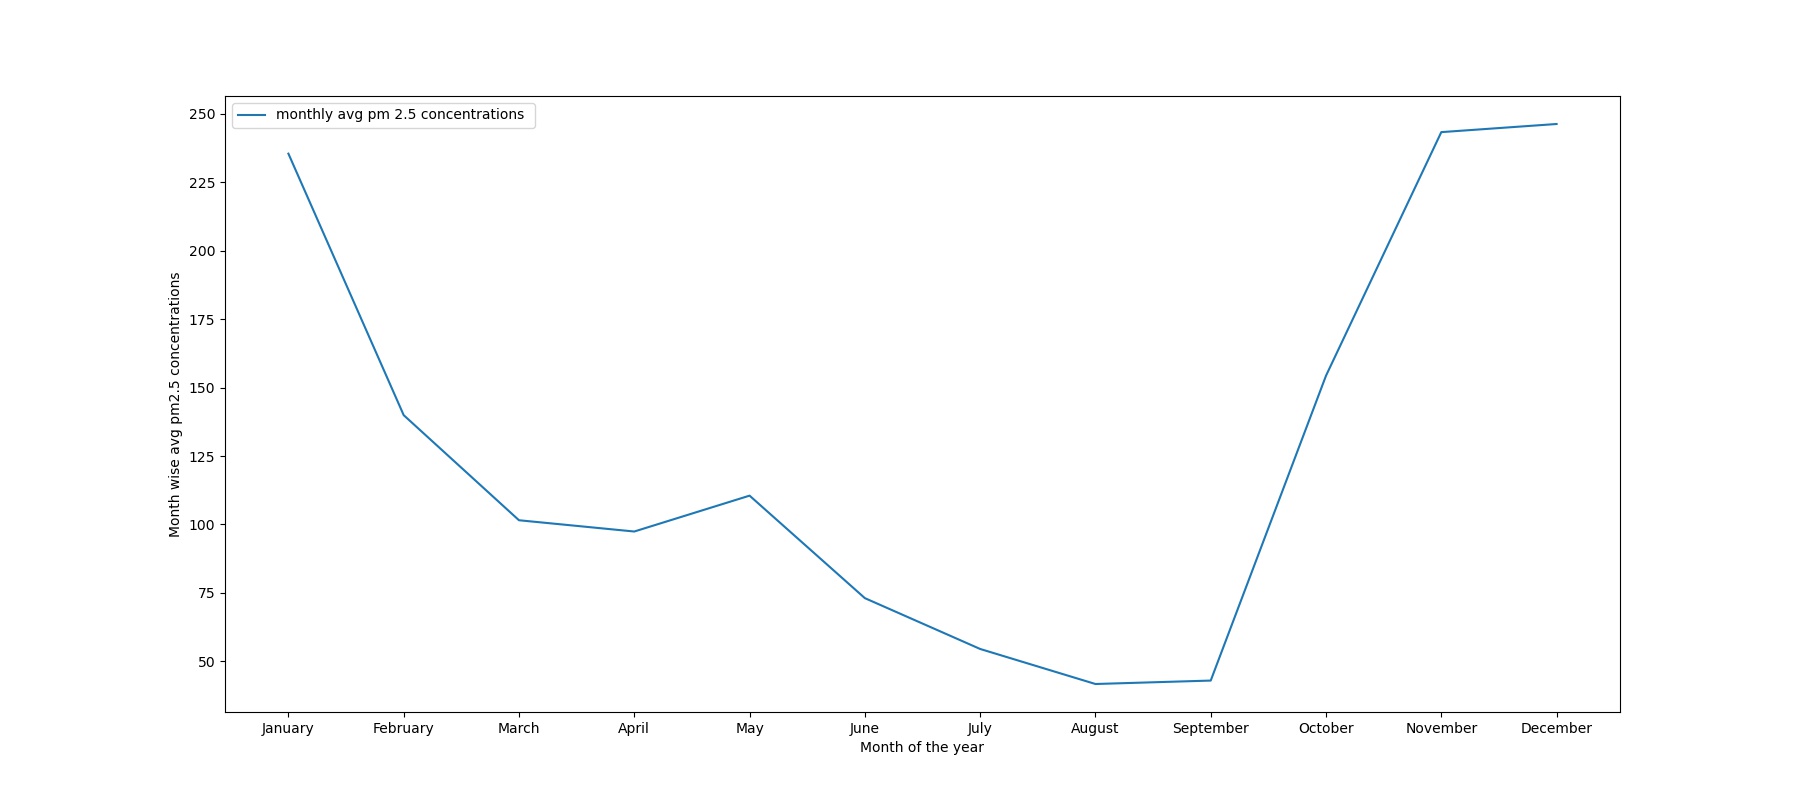 monthly avg pm 2.5 concentrations
250
225
200
175
150
125
100
75
50
Month wise avg pm2.5 concentrations
January February March April May June July August September October November December
Month of the year